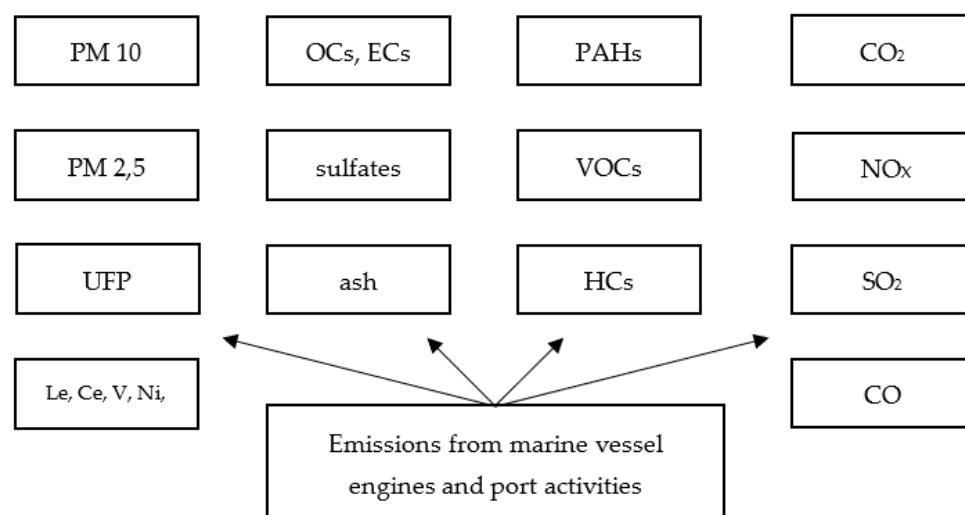 PM 10
OCs, ECs
PAHs
CO₂
PM 2,5
sulfates
VOCs
NOx
UFP
ash
HCs
SO₂
Le, Ce, V, Ni,
CO
Emissions from marine vessel
engines and port activities